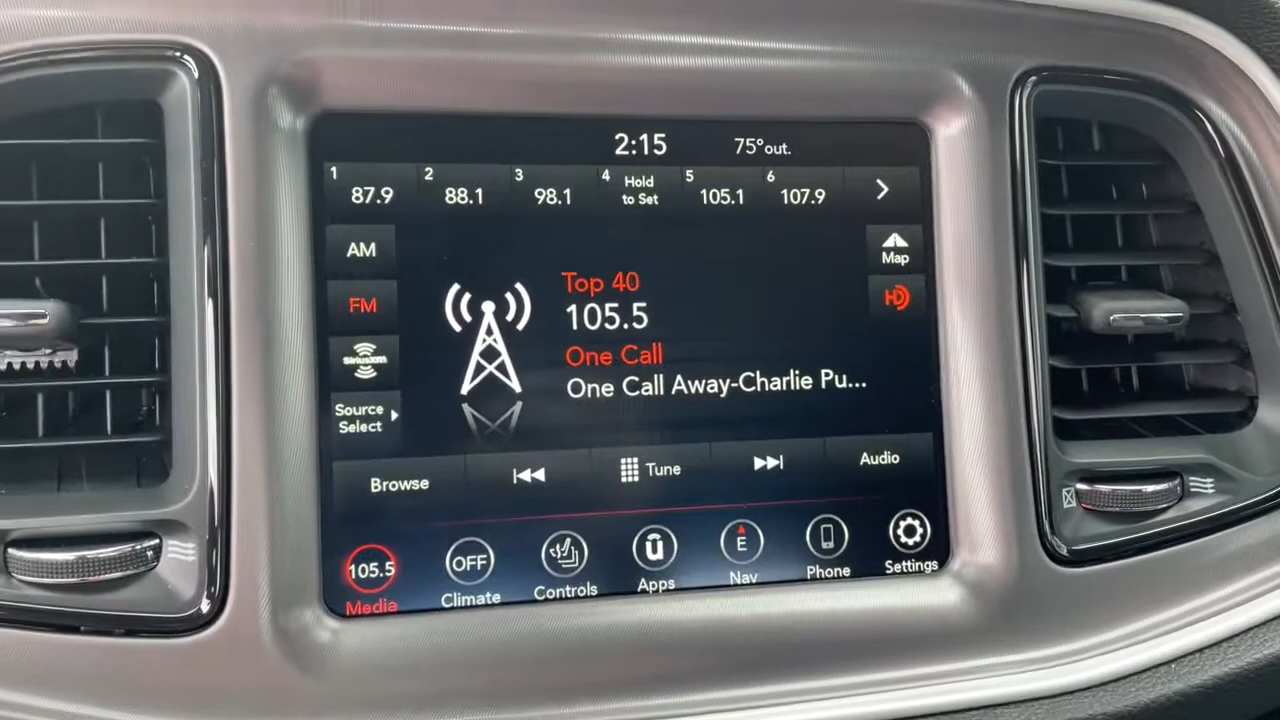 2:15 75°out.
1 87.9 2 88.1 3 98.1 4 Hold to Set 5 105.1 6 107.9
AM
Map
FM
HD
Top 40
105.5
One Call
One Call Away-Charlie Pu...
SiriusXM
Source
Select
Browse Tune Audio
105.5 OFF E
Media Climate Controls Apps Nav Phone Settings